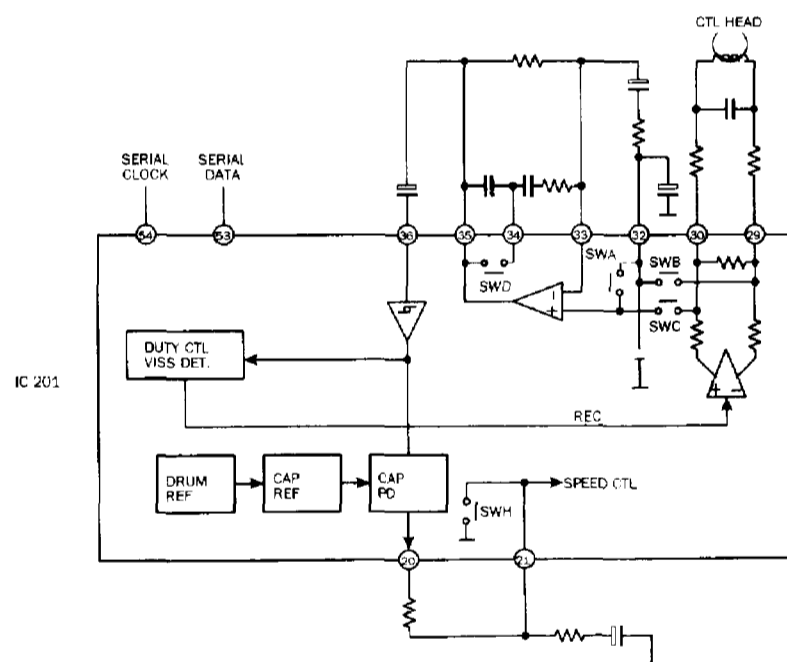 CTL HEAD
SERIAL
CLOCK
SERIAL
DATA
54
53
36
35
34
33
32
30
29
SWA
SWB
SWD
SWC
+
-
+
-
DUTY CTL
VISS DET.
IC 201
REC
DRUM
REF
CAP
REF
CAP
PD
SWH
SPEED CTL
20
21